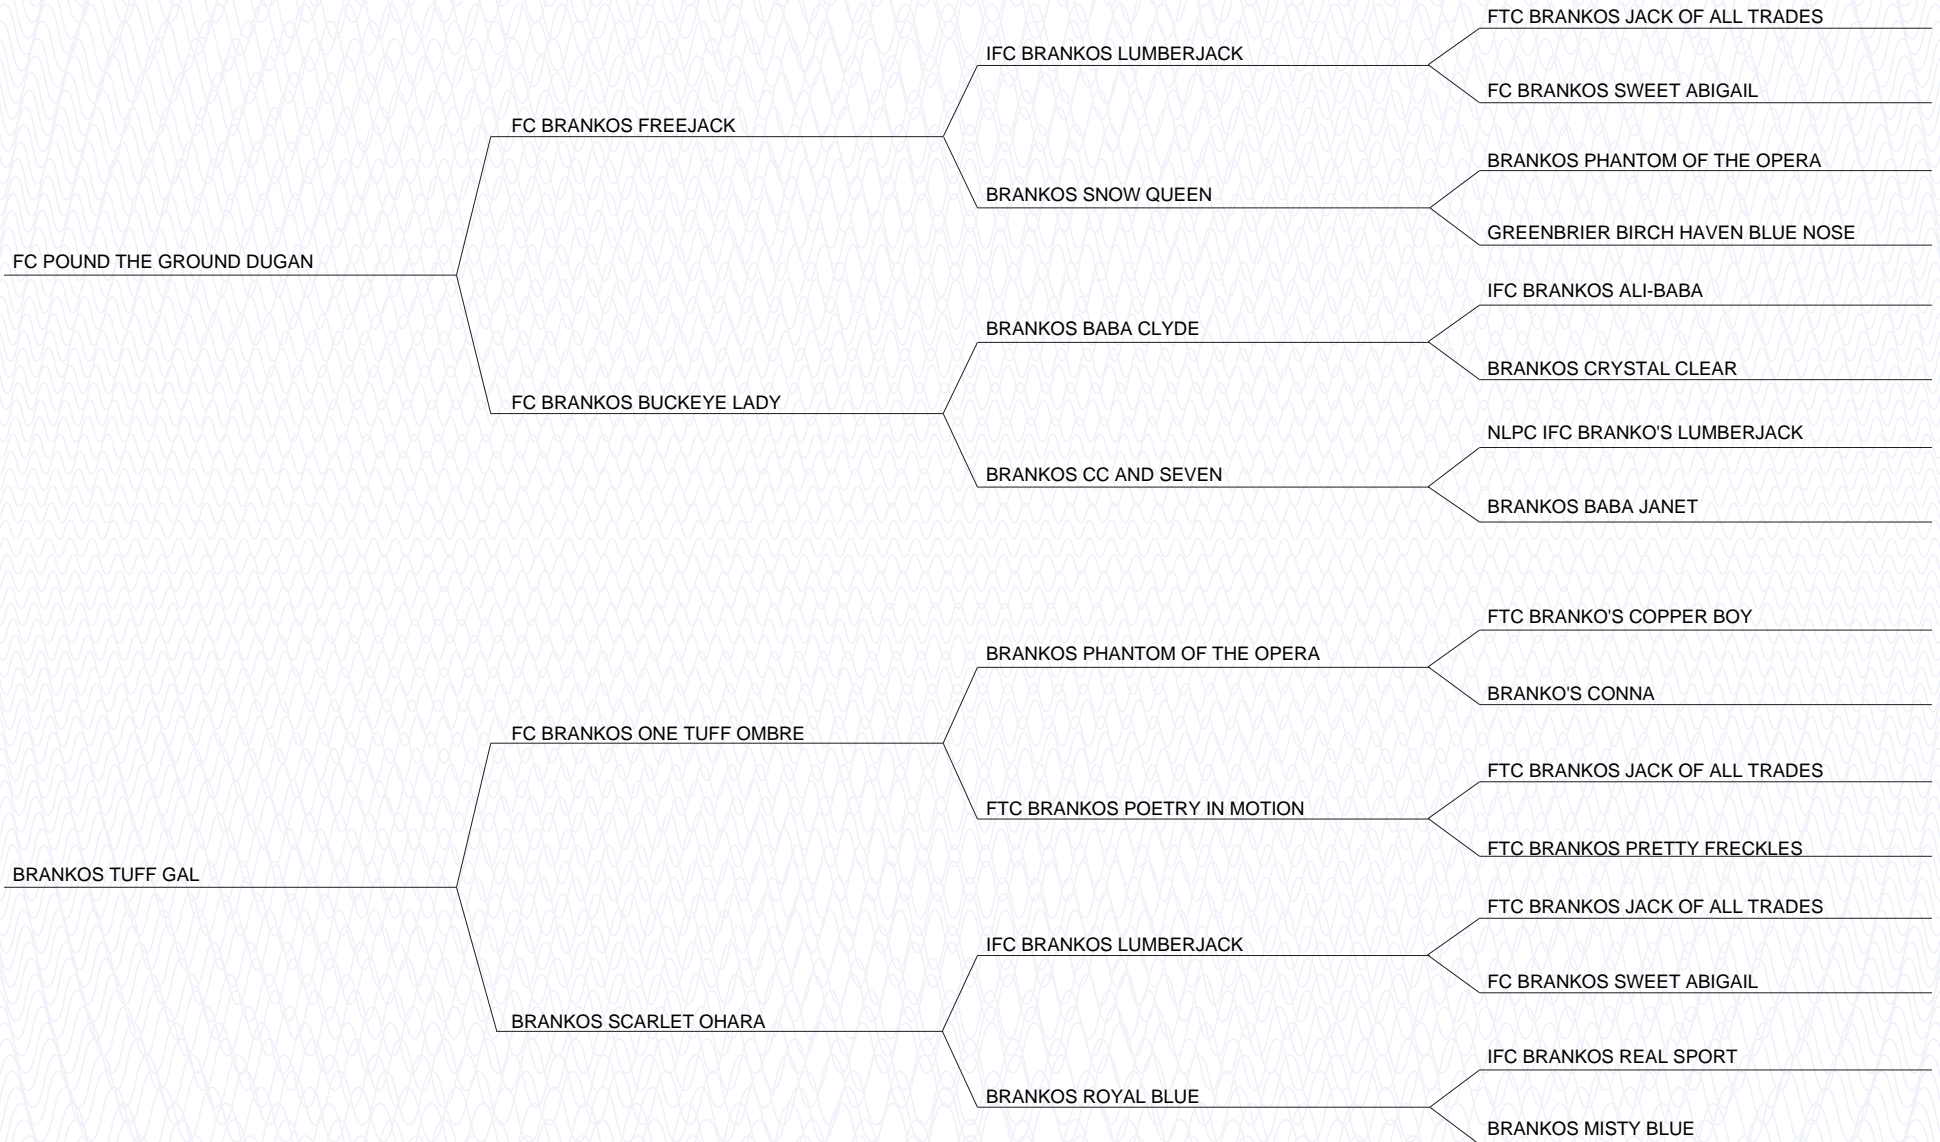 FTC BRANKOS JACK OF ALL TRADES
IFC BRANKOS LUMBERJACK
FC BRANKOS SWEET ABIGAIL
FC BRANKOS FREEJACK
BRANKOS PHANTOM OF THE OPERA
BRANKOS SNOW QUEEN
GREENBRIER BIRCH HAVEN BLUE NOSE
FC POUND THE GROUND DUGAN
IFC BRANKOS ALI-BABA
BRANKOS BABA CLYDE
BRANKOS CRYSTAL CLEAR
FC BRANKOS BUCKEYE LADY
NLPC IFC BRANKO'S LUMBERJACK
BRANKOS CC AND SEVEN
BRANKOS BABA JANET
FTC BRANKO'S COPPER BOY
BRANKOS PHANTOM OF THE OPERA
BRANKO'S CONNA
FC BRANKOS ONE TUFF OMBRE
FTC BRANKOS JACK OF ALL TRADES
FTC BRANKOS POETRY IN MOTION
FTC BRANKOS PRETTY FRECKLES
BRANKOS TUFF GAL
FTC BRANKOS JACK OF ALL TRADES
IFC BRANKOS LUMBERJACK
FC BRANKOS SWEET ABIGAIL
BRANKOS SCARLET OHARA
IFC BRANKOS REAL SPORT
BRANKOS ROYAL BLUE
BRANKOS MISTY BLUE